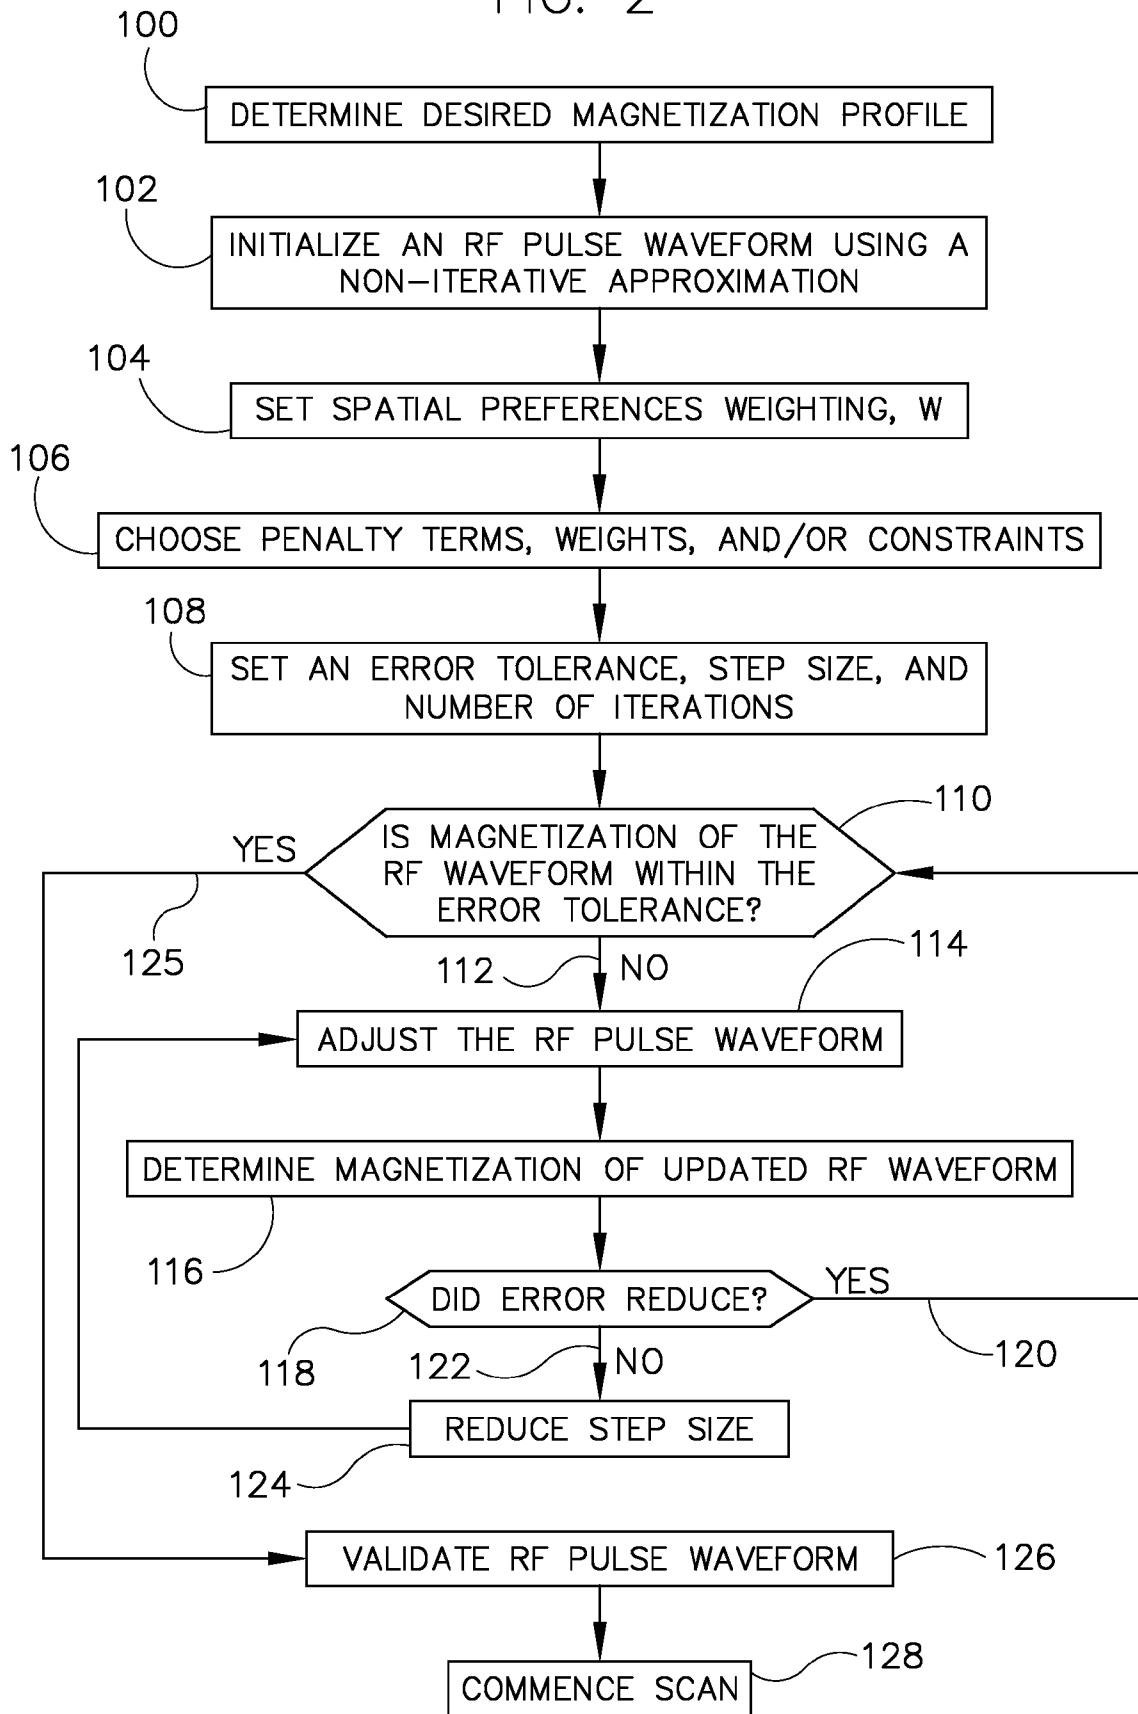 FIG. 2
100
DETERMINE DESIRED MAGNETIZATION PROFILE
102
INITIALIZE AN RF PULSE WAVEFORM USING A
NON-ITERATIVE APPROXIMATION
104
SET SPATIAL PREFERENCES WEIGHTING, W
106
CHOOSE PENALTY TERMS, WEIGHTS, AND/OR CONSTRAINTS
108
SET AN ERROR TOLERANCE, STEP SIZE, AND
NUMBER OF ITERATIONS
110
YES
IS MAGNETIZATION OF THE
RF WAVEFORM WITHIN THE
ERROR TOLERANCE?
125
112
NO
114
ADJUST THE RF PULSE WAVEFORM
DETERMINE MAGNETIZATION OF UPDATED RF WAVEFORM
116
DID ERROR REDUCE?
YES
118
122
NO
120
REDUCE STEP SIZE
124
VALIDATE RF PULSE WAVEFORM
126
128
COMMENCE SCAN